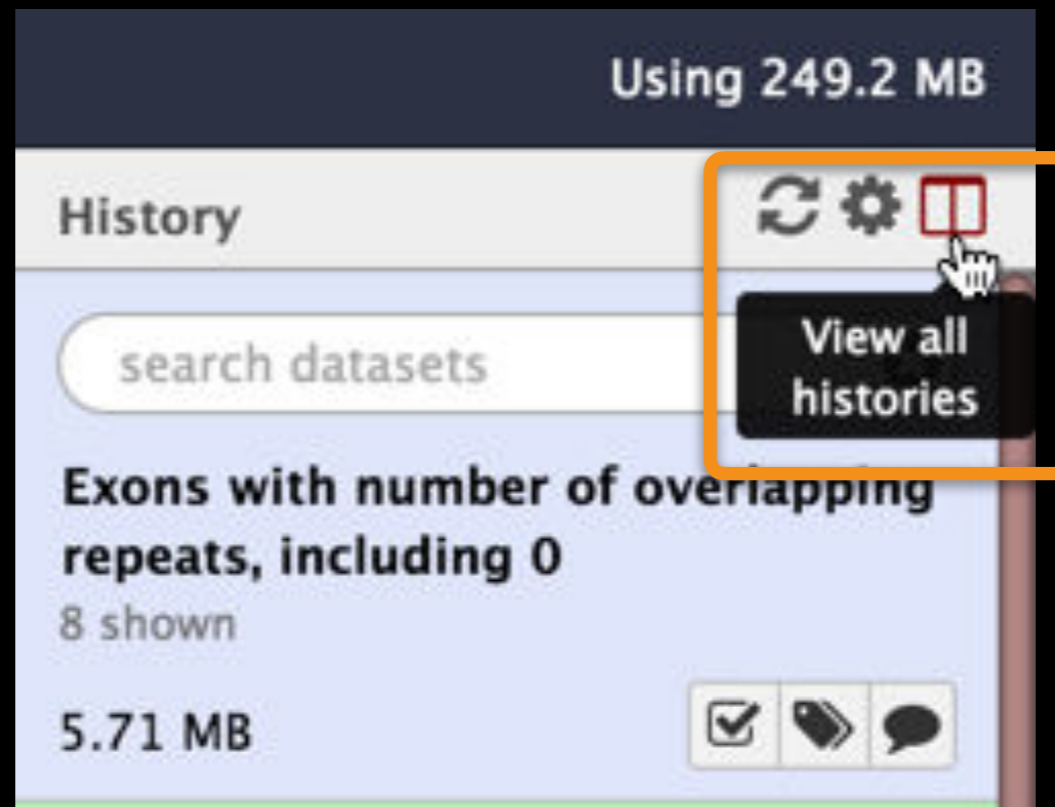 Using 249.2 MB
History
search datasets
View all
histories
Exons with number of overlapping
repeats, including 0
8 shown
5.71 MB